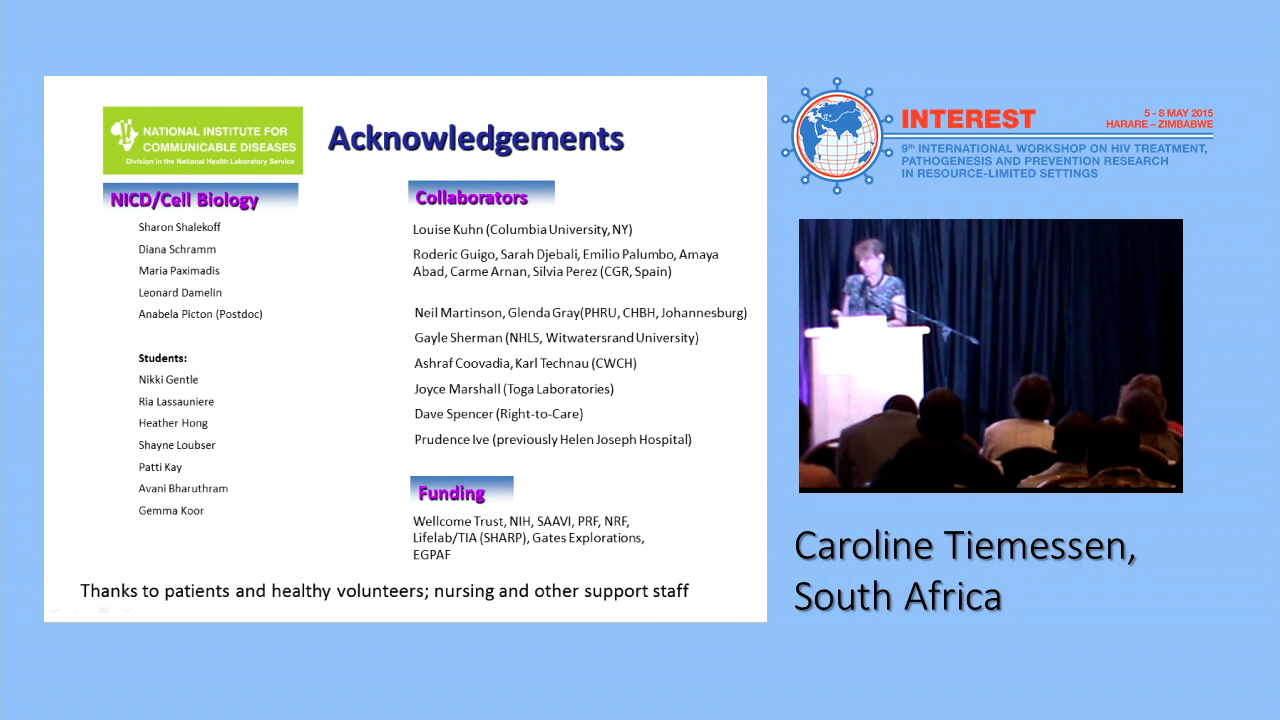 NATIONAL INSTITUTE FOR
COMMUNICABLE DISEASES
Division in the National Health Laboratory Service
Acknowledgements
NICD/Cell Biology
Sharon Shalekoff
Diana Schramm
Maria Paximadis
Leonard Damelin
Anabela Picton (Postdoc)
Students:
Nikki Gentle
Ria Lassauniere
Heather Hong
Shayne Loubser
Patti Kay
Avani Bharuthram
Gemma Koor
Collaborators
Louise Kuhn (Columbia University, NY)
Roderic Guigo, Sarah Djebali, Emilio Palumbo, Amaya
Abad, Carme Arnan, Silvia Perez (CGR, Spain)
Neil Martinson, Glenda Gray(PHRU, CHBH, Johannesburg)
Gayle Sherman (NHLS, Witwatersrand University)
Ashraf Coovadia, Karl Technau (CWCH)
Joyce Marshall (Toga Laboratories)
Dave Spencer (Right-to-Care)
Prudence Ive (previously Helen Joseph Hospital)
Funding
Wellcome Trust, NIH, SAAVI, PRF, NRF,
Lifelab/TIA (SHARP), Gates Explorations,
EGPAF
Thanks to patients and healthy volunteers; nursing and other support staff
INTEREST
5 - 8 MAY 2015
HARARE – ZIMBABWE
9th INTERNATIONAL WORKSHOP ON HIV TREATMENT,
PATHOGENESIS AND PREVENTION RESEARCH
IN RESOURCE-LIMITED SETTINGS
Caroline Tiemessen,
South Africa